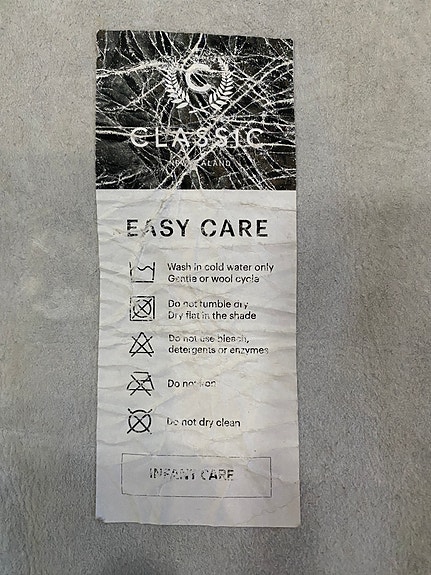 C
CLASSIC
NEW ZEALAND
EASY CARE
Wash in cold water only
Gentle or wool cycle
Do not tumble dry
Dry flat in the shade
Do not use bleach,
detergents or enzymes
Do not iron
Do not dry clean
INFANT CARE